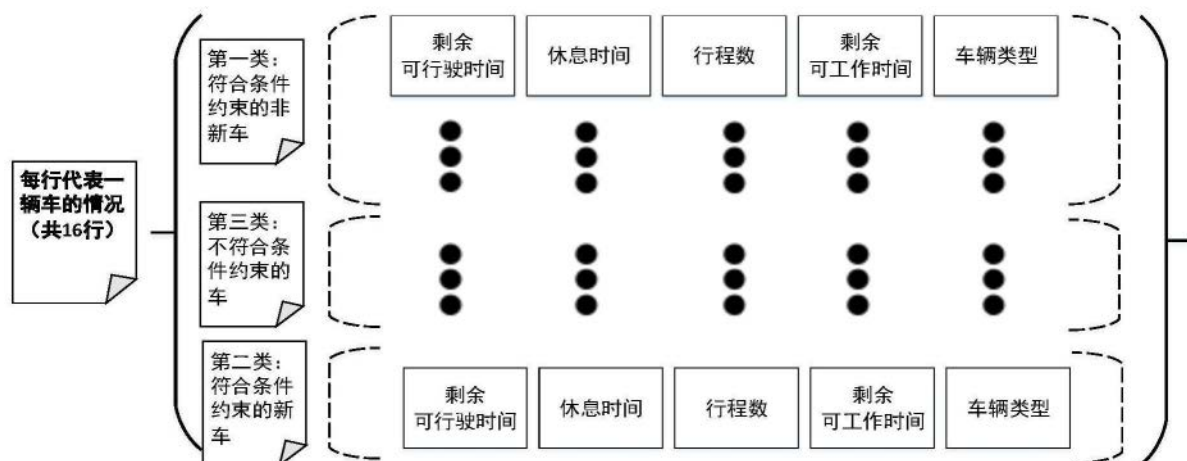 每行代表一
辆车的情况
（共16行）
第一类：
符合条件
约束的非
新车
剩余
可行驶时间
休息时间
行程数
剩余
可工作时间
车辆类型
第三类：
不符合条
件约束的
车
第二类：
符合条件
约束的新
车
剩余
可行驶时间
休息时间
行程数
剩余
可工作时间
车辆类型